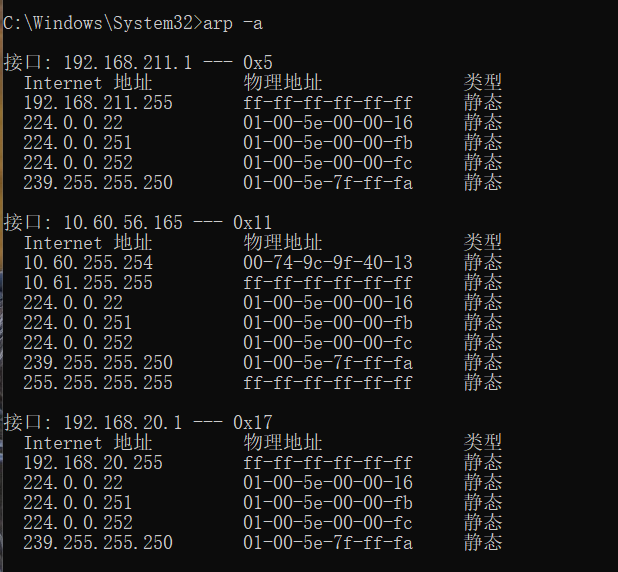 C:\Windows\System32>arp -a
接口: 192.168.211.1 --- 0x5
Internet 地址 物理地址 类型
192.168.211.255 ff-ff-ff-ff-ff-ff 静态
224.0.0.22 01-00-5e-00-00-16 静态
224.0.0.251 01-00-5e-00-00-fb 静态
224.0.0.252 01-00-5e-00-00-fc 静态
239.255.255.250 01-00-5e-7f-ff-fa 静态
接口: 10.60.56.165 --- 0x11
Internet 地址 物理地址 类型
10.60.255.254 00-74-9c-9f-40-13 静态
10.61.255.255 ff-ff-ff-ff-ff-ff 静态
224.0.0.22 01-00-5e-00-00-16 静态
224.0.0.251 01-00-5e-00-00-fb 静态
224.0.0.252 01-00-5e-00-00-fc 静态
239.255.255.250 01-00-5e-7f-ff-fa 静态
255.255.255.255 ff-ff-ff-ff-ff-ff 静态
接口: 192.168.20.1 --- 0x17
Internet 地址 物理地址 类型
192.168.20.255 ff-ff-ff-ff-ff-ff 静态
224.0.0.22 01-00-5e-00-00-16 静态
224.0.0.251 01-00-5e-00-00-fb 静态
224.0.0.252 01-00-5e-00-00-fc 静态
239.255.255.250 01-00-5e-7f-ff-fa 静态